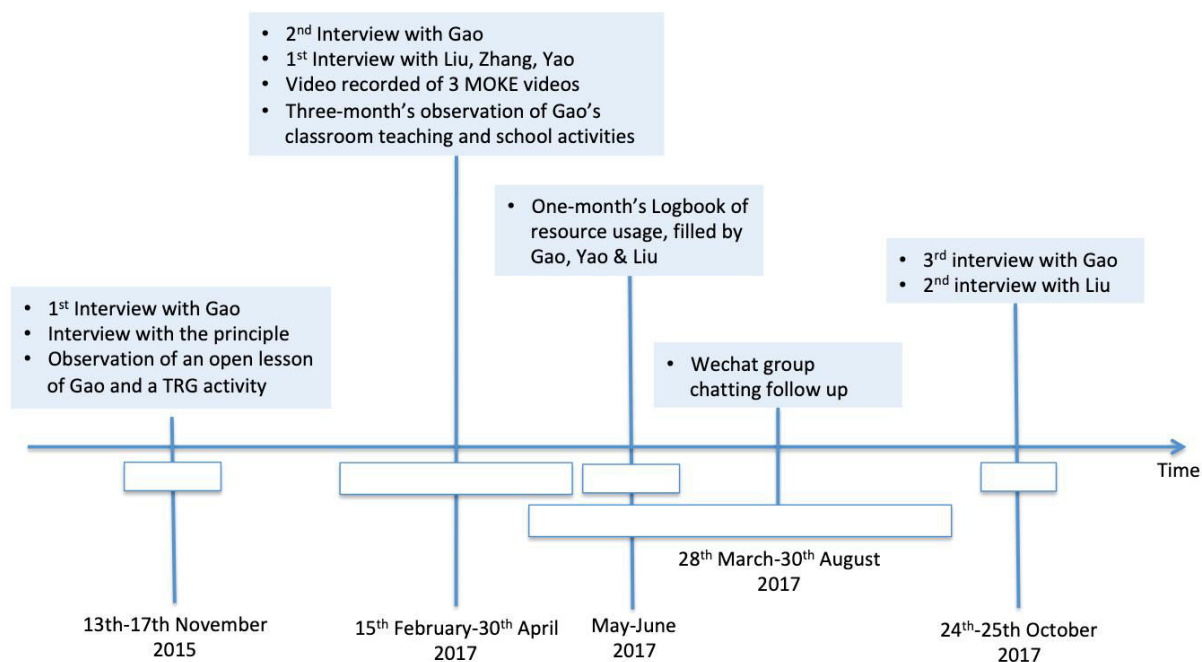 • 2nd Interview with Gao
• 1st Interview with Liu, Zhang, Yao
• Video recorded of 3 MOKE videos
• Three-month's observation of Gao's
classroom teaching and school activities
• One-month's Logbook of
resource usage, filled by
Gao, Yao & Liu
• 3rd interview with Gao
• 2nd interview with Liu
• 1st Interview with Gao
• Interview with the principle
• Observation of an open lesson
of Gao and a TRG activity
• Wechat group
chatting follow up
Time
28th March-30th August
2017
13th-17th November
2015
15th February-30th April
2017
May-June
2017
24th-25th October
2017